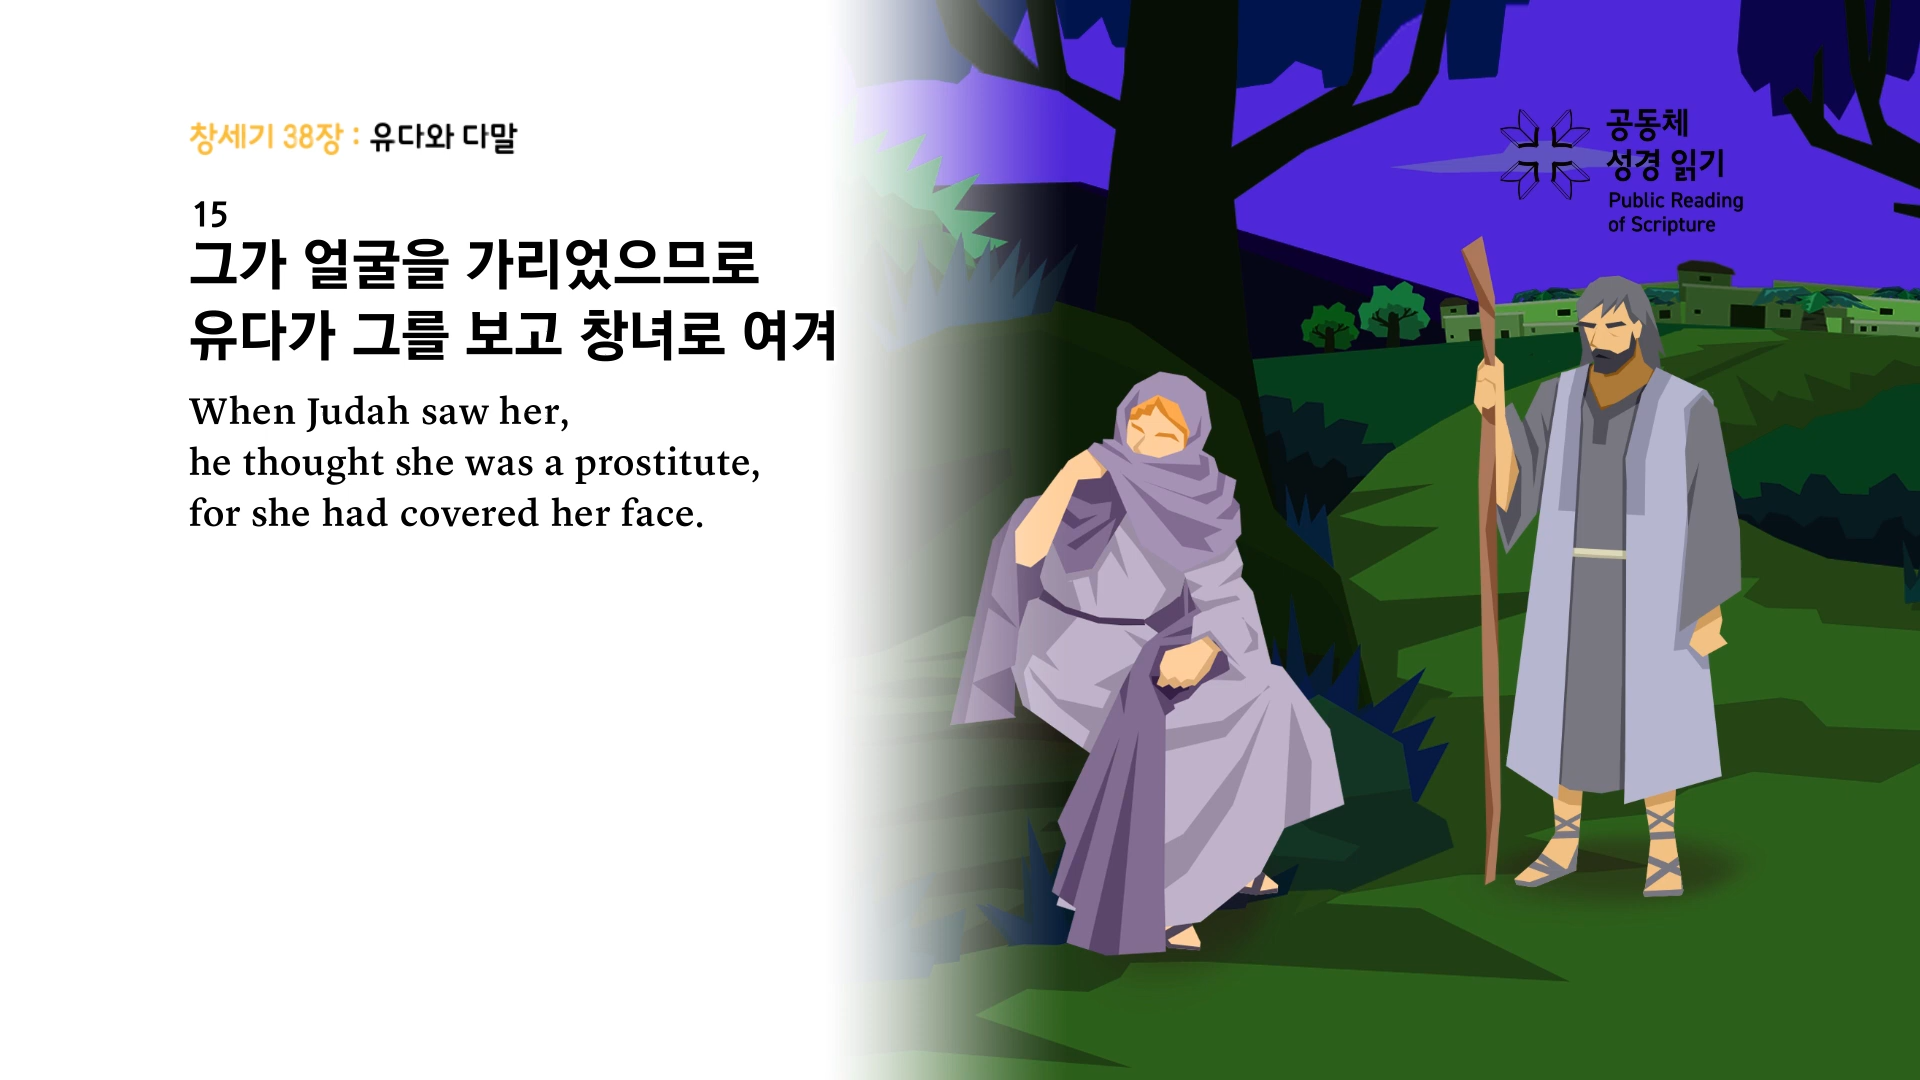 창세기 38장 : 유다와 다말
15
그가 얼굴을 가리었으므로
유다가 그를 보고 창녀로 여겨
When Judah saw her,
he thought she was a prostitute,
for she had covered her face.
공동체
성경 읽기
Public Reading
of Scripture